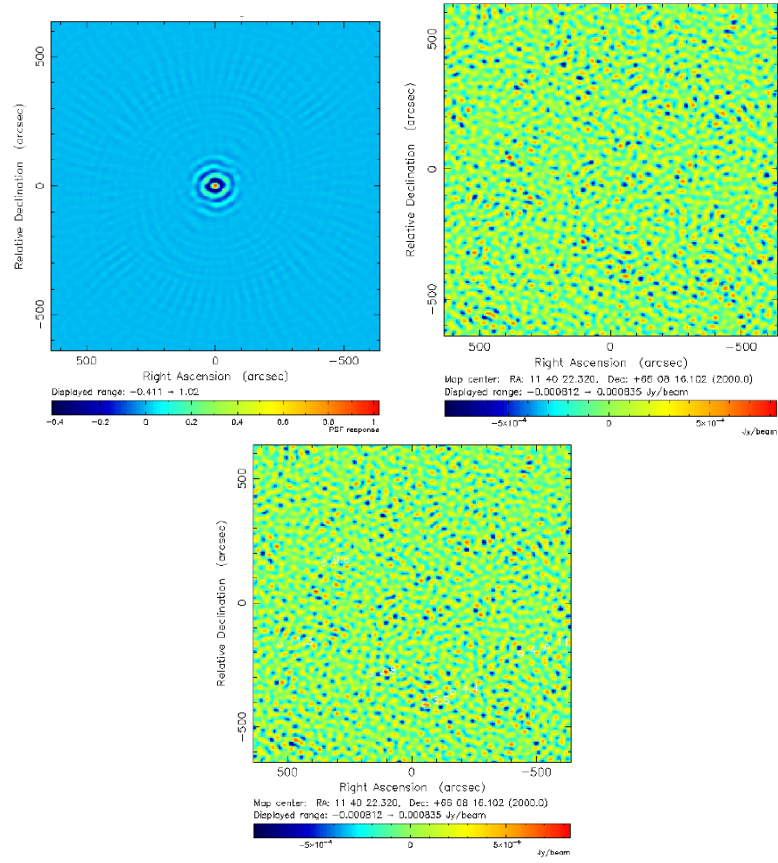 500
0
-500
Relative Declination (arcsec)
500 0 -500
Right Ascension (arcsec)
Displayed range: -0.411 → 1.02
-0.4 -0.2 0 0.2 0.4 0.6 0.8 1
PSF response
500
0
-500
Relative Declination (arcsec)
500 0 -500
Right Ascension (arcsec)
Map center: RA: 11 40 22.320, Dec: +66 08 16.102 (2000.0)
Displayed range: -0.000812 → 0.000835 Jy/beam
-5×10⁻⁴ 0 5×10⁻⁴
Jy/beam
500
0
-500
Relative Declination (arcsec)
500 0 -500
Right Ascension (arcsec)
Map center: RA: 11 40 22.320, Dec: +66 08 16.102 (2000.0)
Displayed range: -0.000812 → 0.000835 Jy/beam
-5×10⁻⁴ 0 5×10⁻⁴
Jy/beam